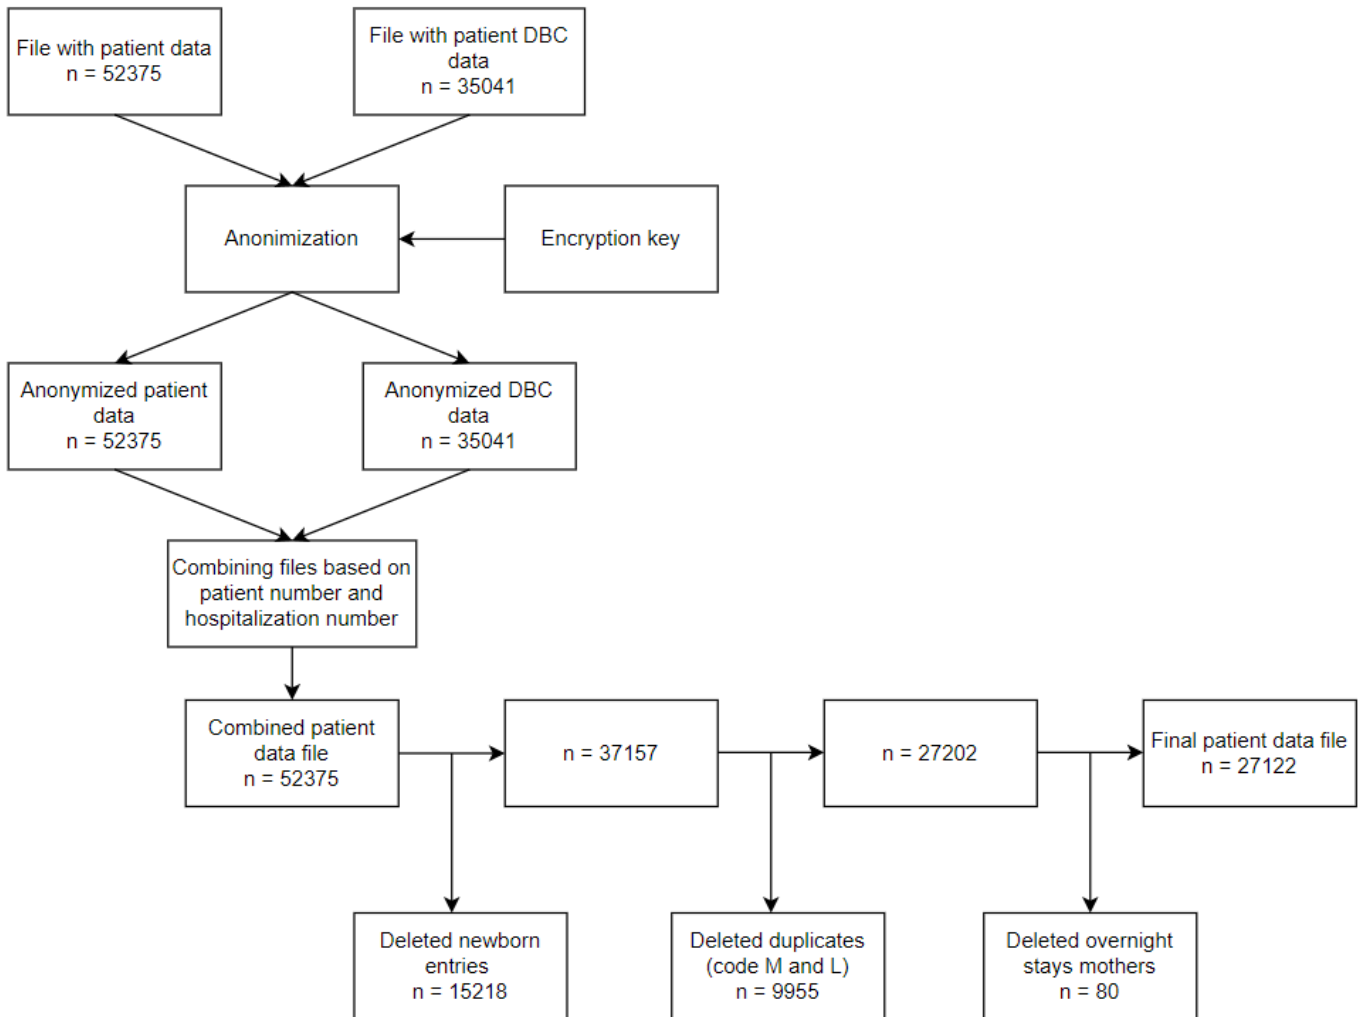 File with patient data
n = 52375
File with patient DBC
data
n = 35041
Anonimization
Encryption key
Anonymized patient
data
n = 52375
Anonymized DBC
data
n = 35041
Combining files based on
patient number and
hospitalization number
Combined patient
data file
n = 52375
n = 37157
n = 27202
Final patient data file
n = 27122
Deleted newborn
entries
n = 15218
Deleted duplicates
(code M and L)
n = 9955
Deleted overnight
stays mothers
n = 80